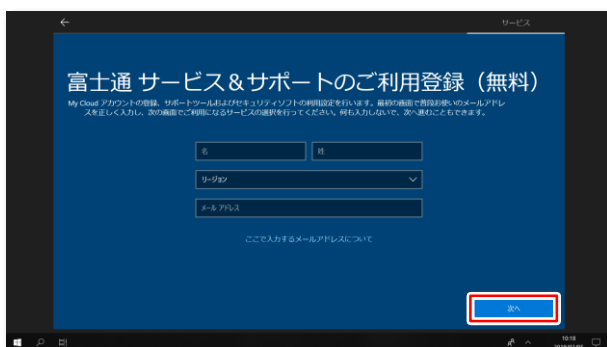 サービス
富士通 サービス＆サポートのご利用登録（無料）
My Cloud アカウントの登録、サポートツールおよびセキュリティソフトの利用設定を行います。最初の画面で普段お使いのメールアドレ
スを正しく入力し、次の画面でご利用になるサービスの選択を行ってください。何も入力しないで、次へ進むこともできます。
名 姓
リージョン
メール アドレス
ここで入力するメールアドレスについて
次へ